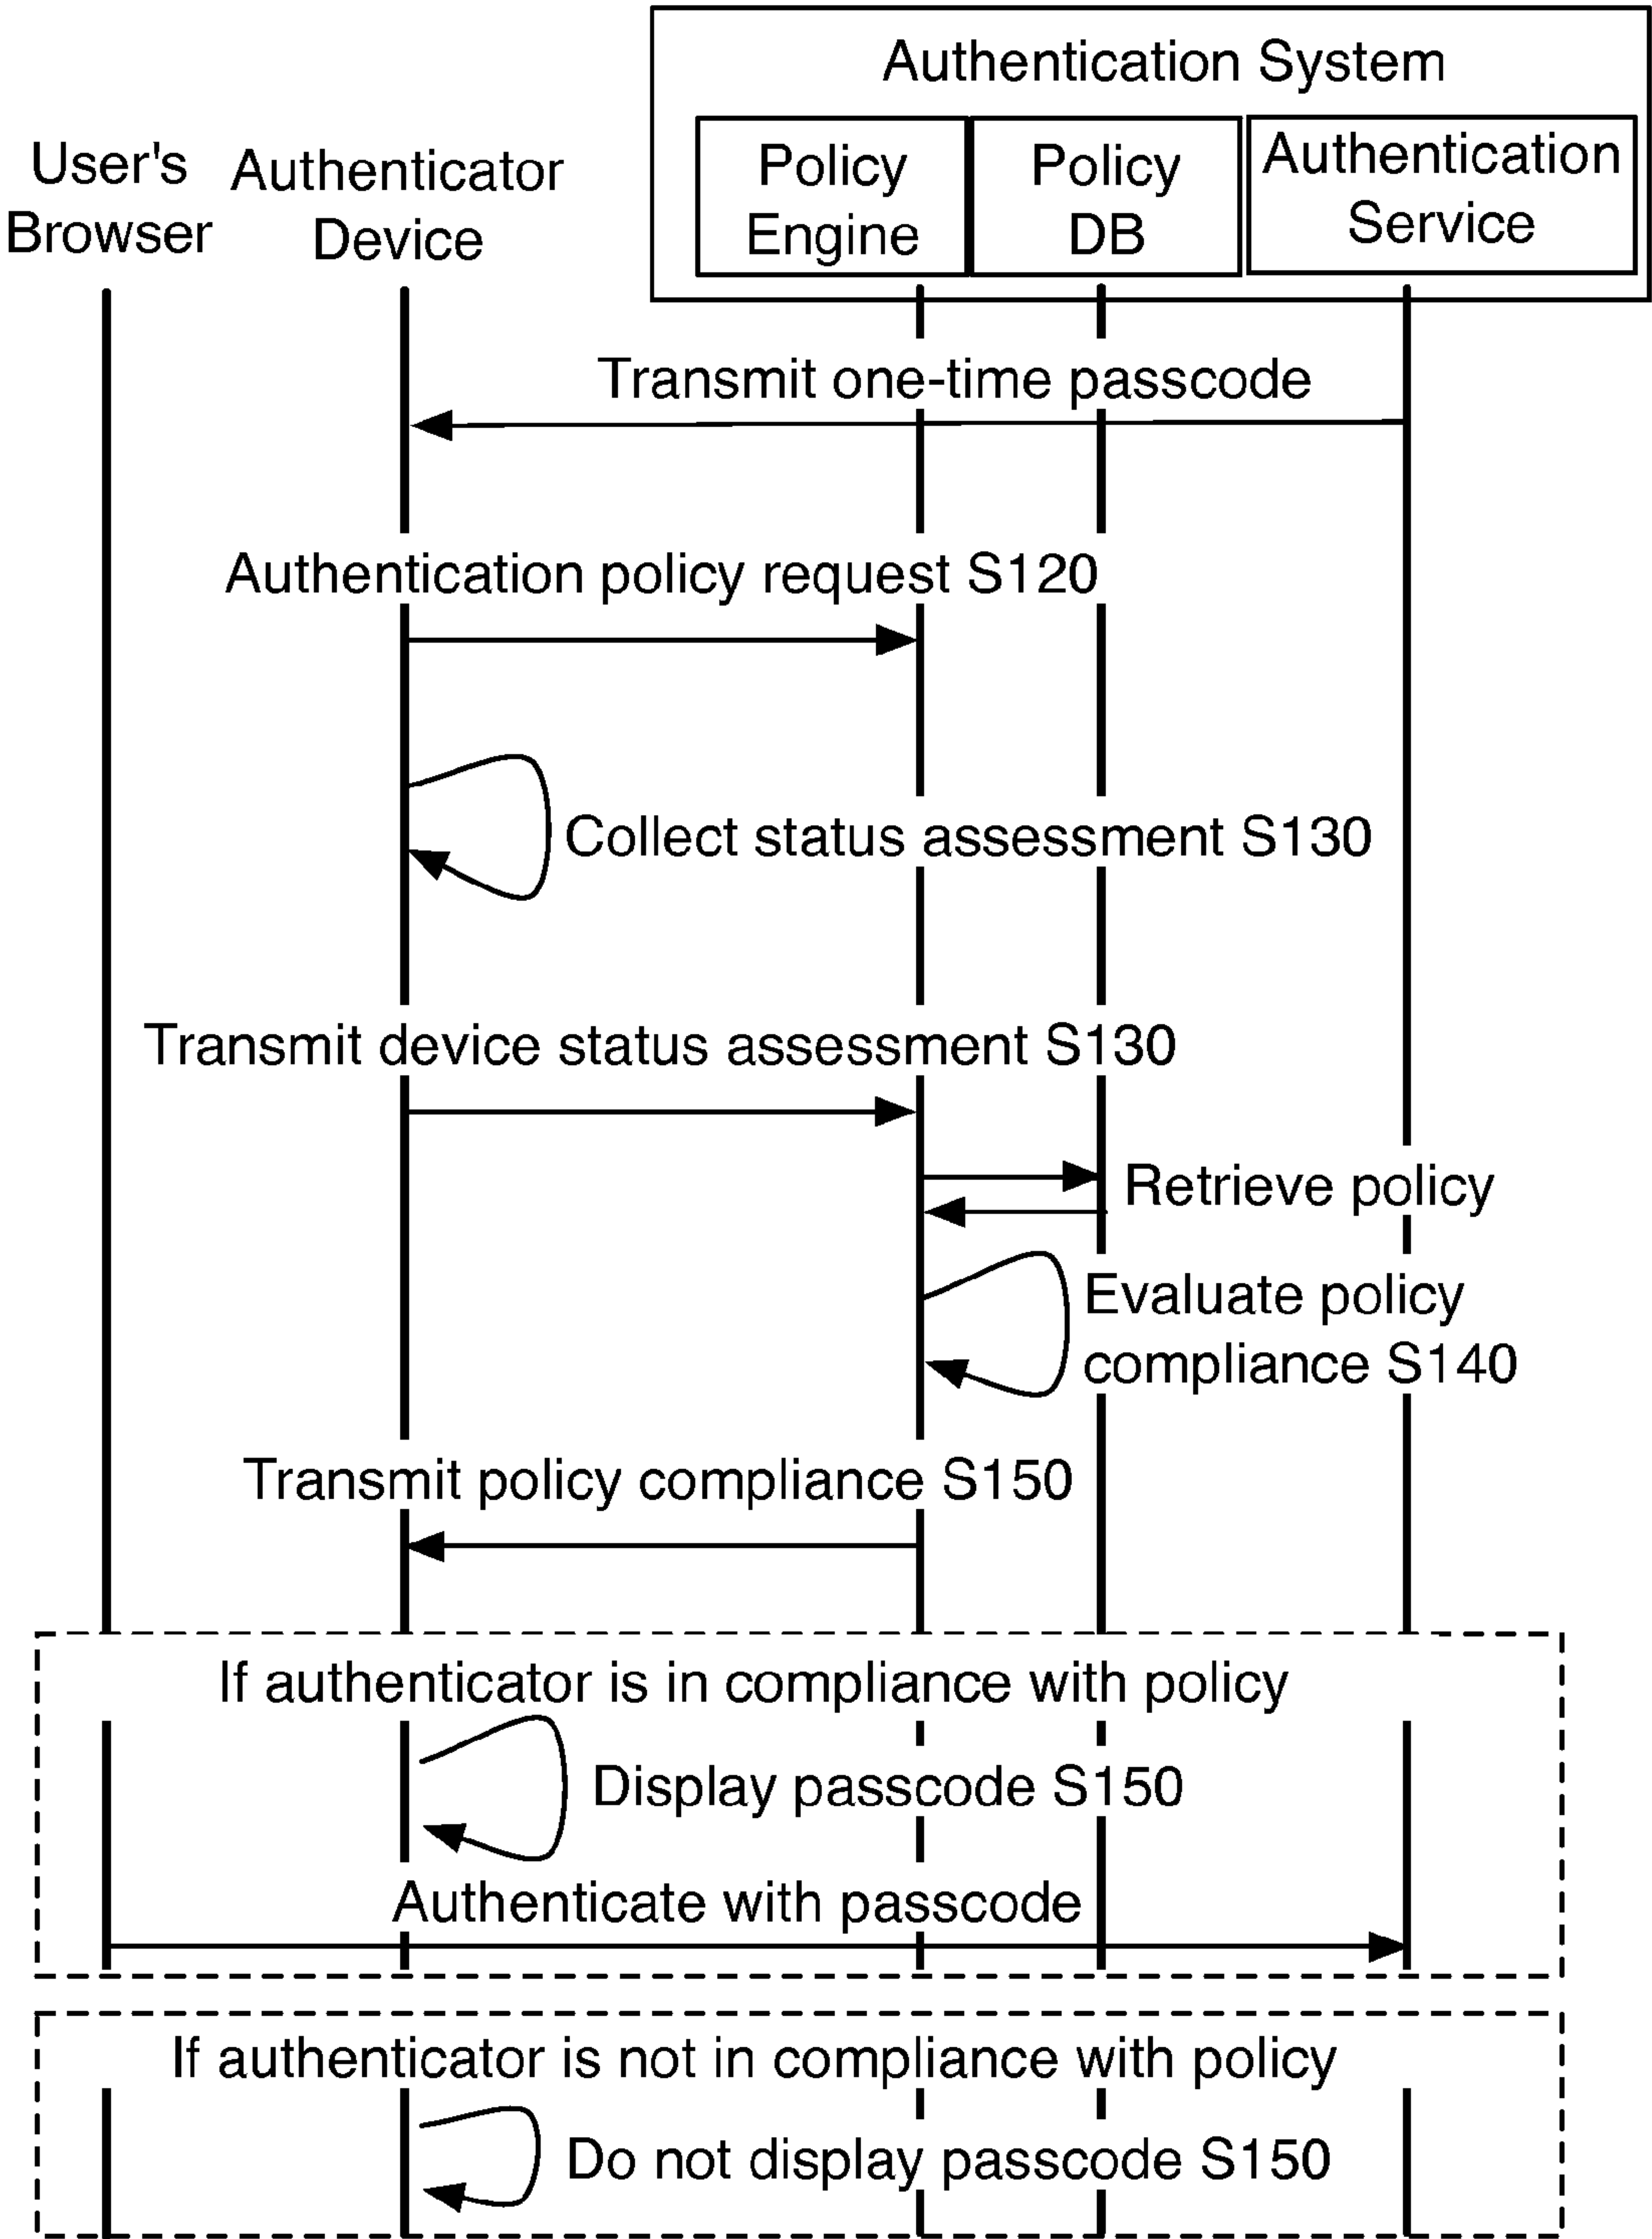 Authentication System
User's
Browser
Authenticator
Device
Policy
Engine
Policy
DB
Authentication
Service
Transmit one-time passcode
Authentication policy request S120
Collect status assessment S130
Transmit device status assessment S130
Retrieve policy
Evaluate policy
compliance S140
Transmit policy compliance S150
If authenticator is in compliance with policy
Display passcode S150
Authenticate with passcode
If authenticator is not in compliance with policy
Do not display passcode S150